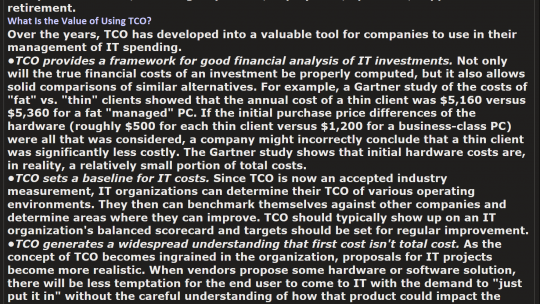 retirement.
What Is the Value of Using TCO?
Over the years, TCO has developed into a valuable tool for companies to use in their
management of IT spending.
●TCO provides a framework for good financial analysis of IT investments. Not only
will the true financial costs of an investment be properly computed, but it also allows
solid comparisons of similar alternatives. For example, a Gartner study of the costs of
"fat" vs. "thin" clients showed that the annual cost of a thin client was $5,160 versus
$5,360 for a fat "managed" PC. If the initial purchase price differences of the
hardware (roughly $500 for each thin client versus $1,200 for a business-class PC)
were all that was considered, a company might incorrectly conclude that a thin client
was significantly less costly. The Gartner study shows that initial hardware costs are,
in reality, a relatively small portion of total costs.
●TCO sets a baseline for IT costs. Since TCO is now an accepted industry
measurement, IT organizations can determine their TCO of various operating
environments. They then can benchmark themselves against other companies and
determine areas where they can improve. TCO should typically show up on an IT
organization's balanced scorecard and targets should be set for regular improvement.
●TCO generates a widespread understanding that first cost isn't total cost. As the
concept of TCO becomes ingrained in the organization, proposals for IT projects
become more realistic. When vendors propose some hardware or software solution,
there will be less temptation for the end user to come to IT with the demand to "just
put it in" without the careful understanding of how that product could impact the